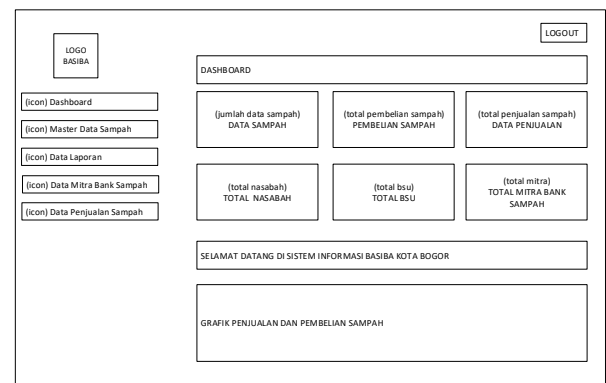 LOGOUT
LOGO
BASIBA
DASHBOARD
(icon) Dashboard
(icon) Master Data Sampah
(icon) Data Laporan
(icon) Data Mitra Bank Sampah
(icon) Data Penjualan Sampah
(jumlah data sampah)
DATA SAMPAH
(total pembelian sampah)
PEMBELIAN SAMPAH
(total penjualan sampah)
DATA PENJUALAN
(total nasabah)
TOTAL NASABAH
(total bsu)
TOTAL BSU
(total mitra)
TOTAL MITRA BANK
SAMPAH
SELAMAT DATANG DI SISTEM INFORMASI BASIBA KOTA BOGOR
GRAFIK PENJUALAN DAN PEMBELIAN SAMPAH